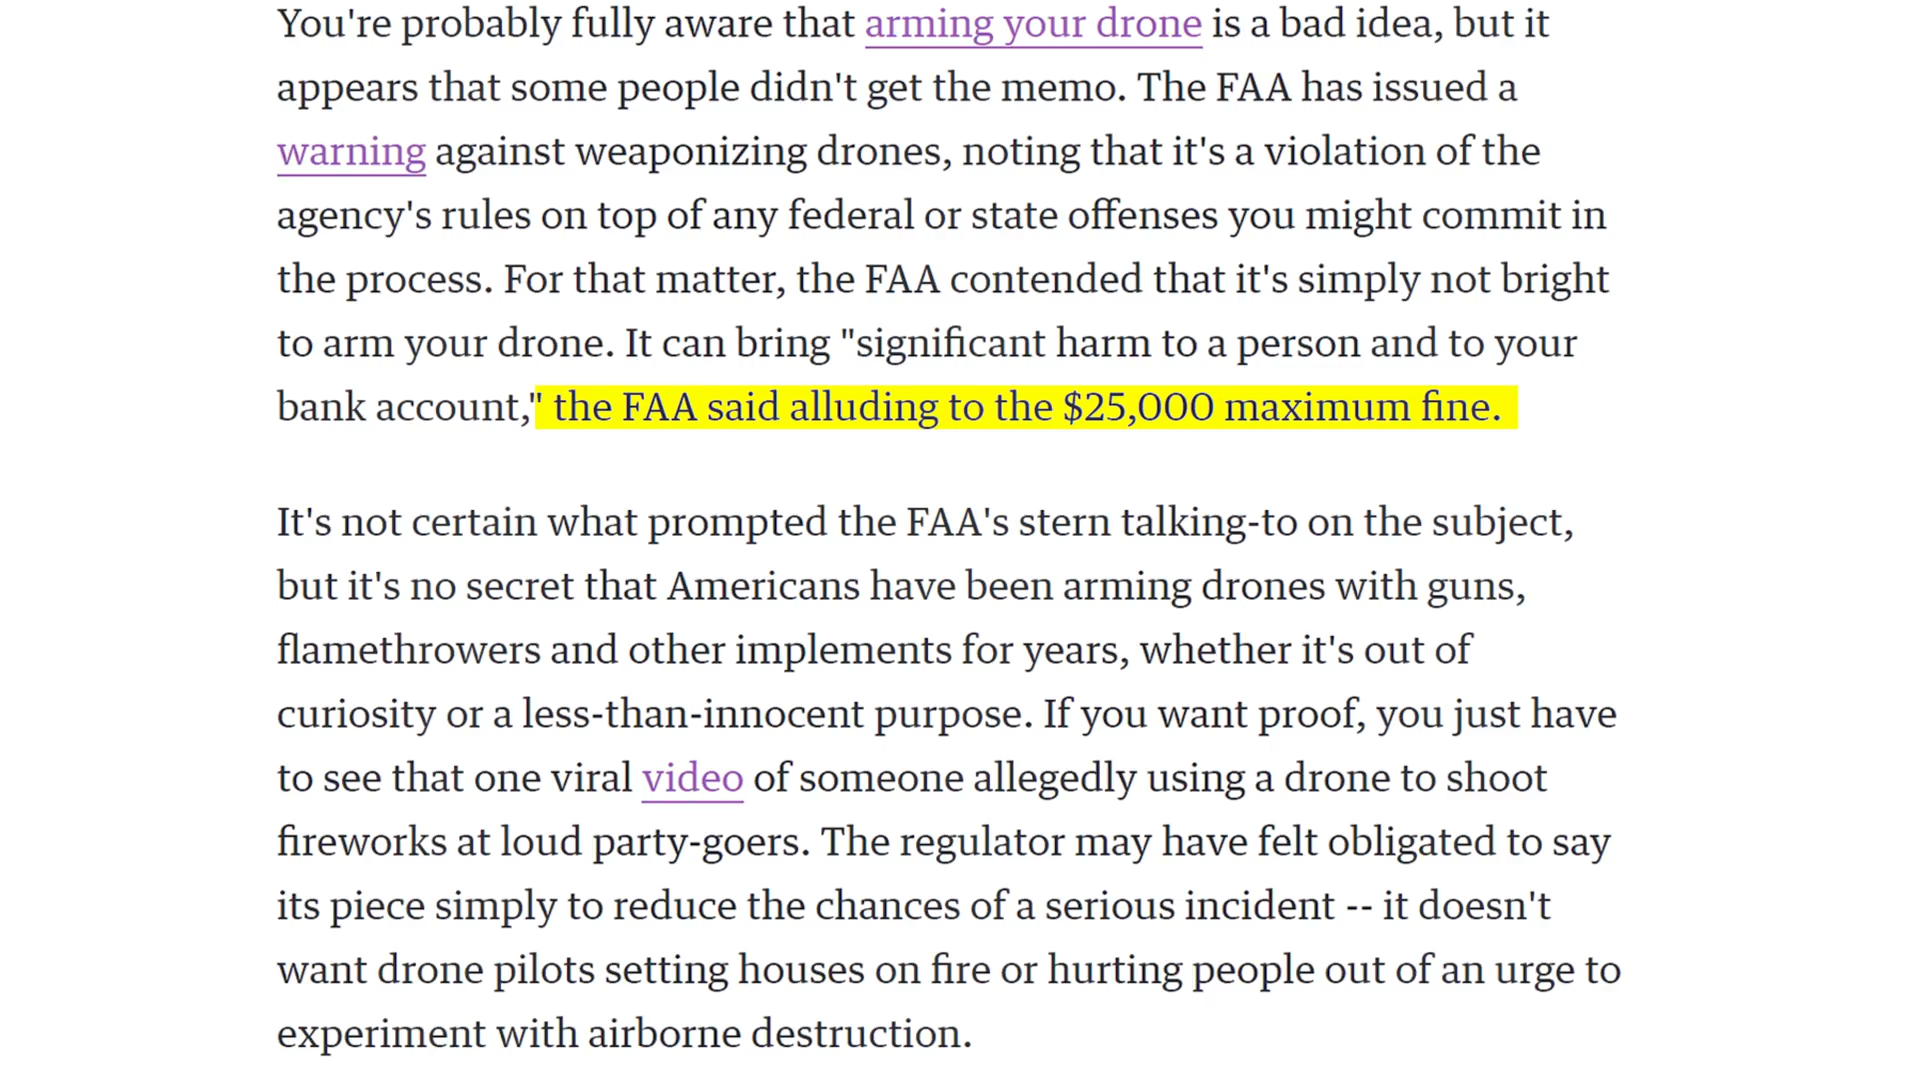 You're probably fully aware that arming your drone is a bad idea, but it
appears that some people didn't get the memo. The FAA has issued a
warning against weaponizing drones, noting that it's a violation of the
agency's rules on top of any federal or state offenses you might commit in
the process. For that matter, the FAA contended that it's simply not bright
to arm your drone. It can bring "significant harm to a person and to your
bank account," the FAA said alluding to the $25,000 maximum fine.
It's not certain what prompted the FAA's stern talking-to on the subject,
but it's no secret that Americans have been arming drones with guns,
flamethrowers and other implements for years, whether it's out of
curiosity or a less-than-innocent purpose. If you want proof, you just have
to see that one viral video of someone allegedly using a drone to shoot
fireworks at loud party-goers. The regulator may have felt obligated to say
its piece simply to reduce the chances of a serious incident -- it doesn't
want drone pilots setting houses on fire or hurting people out of an urge to
experiment with airborne destruction.